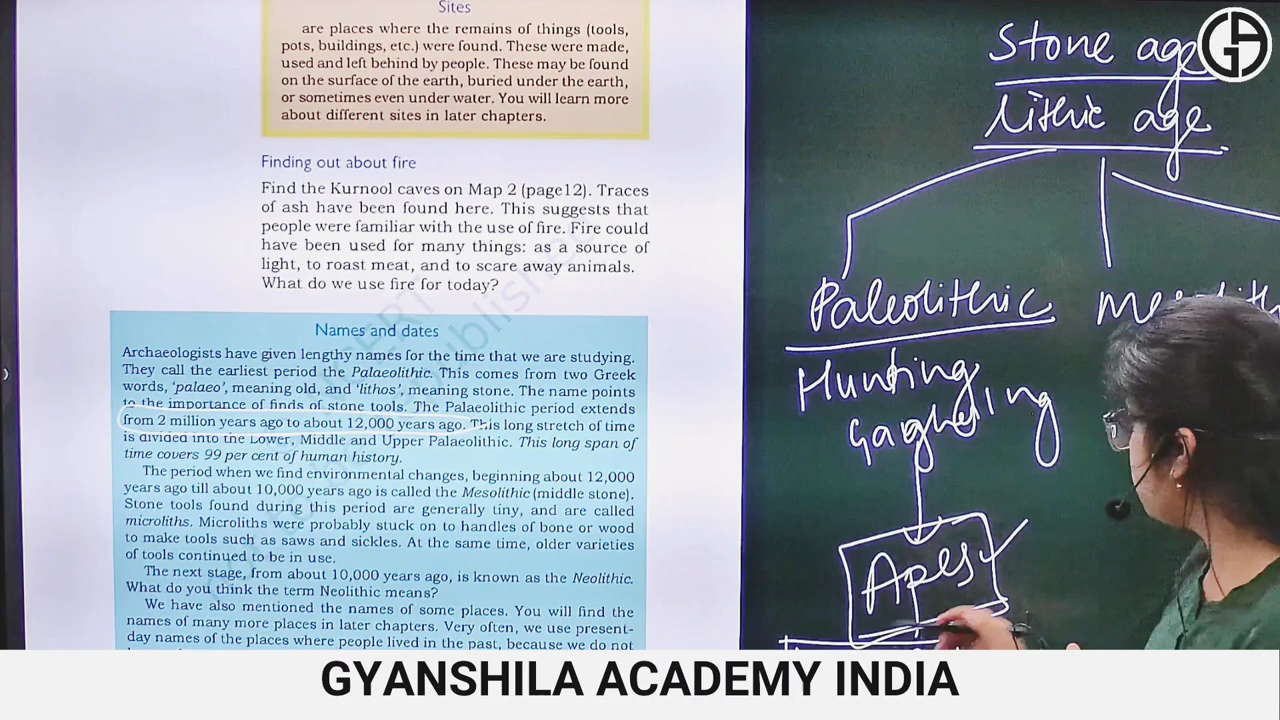 Sites
are places where the remains of things (tools,
pots, buildings, etc.) were found. These were made,
used and left behind by people. These may be found
on the surface of the earth, buried under the earth,
or sometimes even under water. You will learn more
about different sites in later chapters.
Finding out about fire
Find the Kurnool caves on Map 2 (page12). Traces
of ash have been found here. This suggests that
people were familiar with the use of fire. Fire could
have been used for many things: as a source of
light, to roast meat, and to scare away animals.
What do we use fire for today?
Names and dates
Archaeologists have given lengthy names for the time that we are studying.
They call the earliest period the Palaeolithic. This comes from two Greek
words, ‘palaeo’, meaning old, and ‘lithos’, meaning stone. The name points
to the importance of finds of stone tools. The Palaeolithic period extends
from 2 million years ago to about 12,000 years ago. This long stretch of time
is divided into the Lower, Middle and Upper Palaeolithic. This long span of
time covers 99 per cent of human history.
The period when we find environmental changes, beginning about 12,000
years ago till about 10,000 years ago is called the Mesolithic (middle stone).
Stone tools found during this period are generally tiny, and are called
microliths. Microliths were probably stuck on to handles of bone or wood
to make tools such as saws and sickles. At the same time, older varieties
of tools continued to be in use.
The next stage, from about 10,000 years ago, is known as the Neolithic.
What do you think the term Neolithic means?
We have also mentioned the names of some places. You will find the
names of many more places in later chapters. Very often, we use present-
day names of the places where people lived in the past, because we do not
Stone age
lithic age
Paleolithic
Hunting
Apes
GA
GYANSHILA ACADEMY INDIA